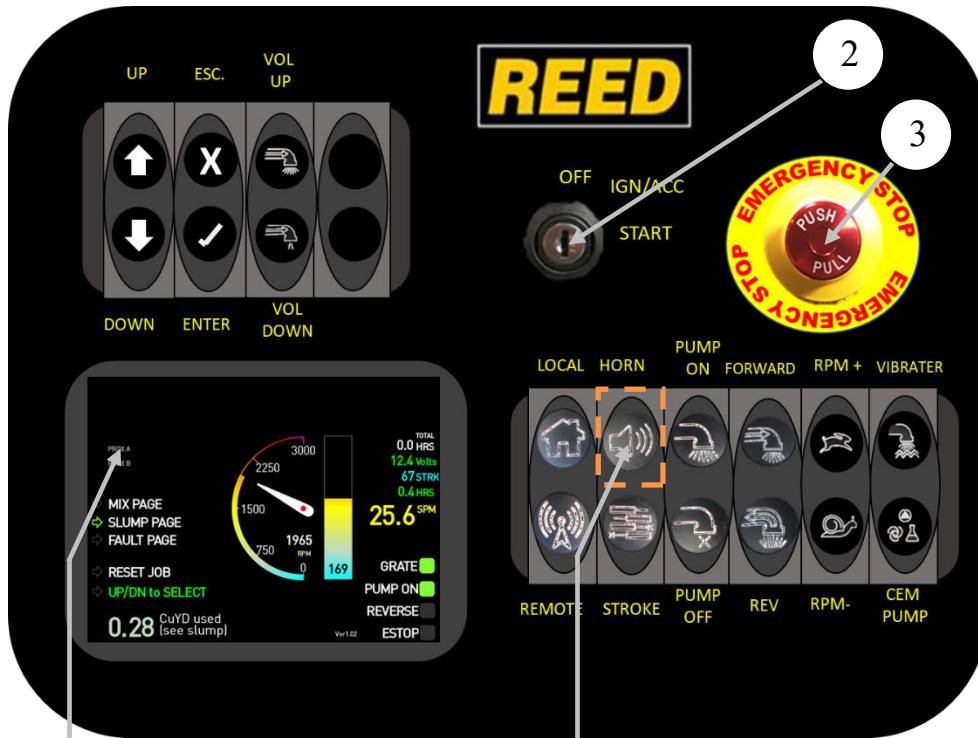 UP ESC. VOL UP
DOWN ENTER VOL DOWN
REED
2
3
OFF IGN/ACC
START
EMERGENCY STOP
PUSH
PULL
EMERGENCY STOP
LOCAL HORN PUMP ON FORWARD RPM + VIBRATER
REMOTE STROKE PUMP OFF REV RPM- CEM PUMP
PROX A
PROX B
MIX PAGE
SLUMP PAGE
FAULT PAGE
RESET JOB
UP/DN to SELECT
0.28 CuYD used
(see slump)
3000
2250
1500
750
0
1965
RPM
169
TOTAL
0.0 HRS
12.4 Volts
67 STRK
0.4 HRS
25.6 SPM
GRATE
PUMP ON
REVERSE
ESTOP
Ver1.02